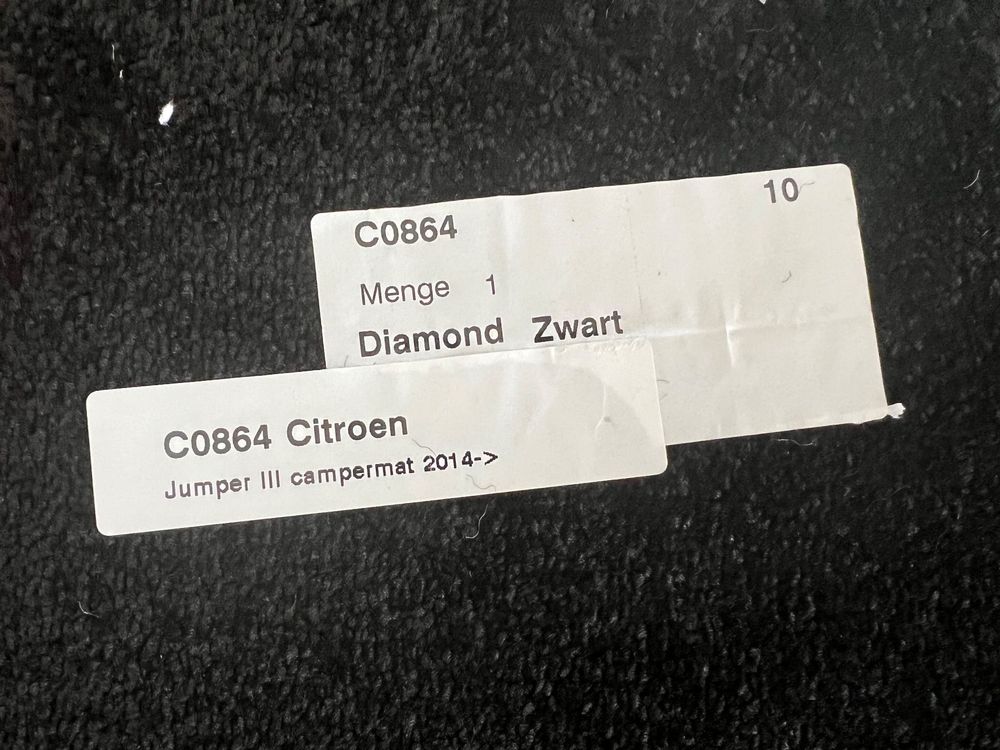 10
C0864
Menge 1
Diamond Zwart
C0864 Citroen
Jumper III campermat 2014->